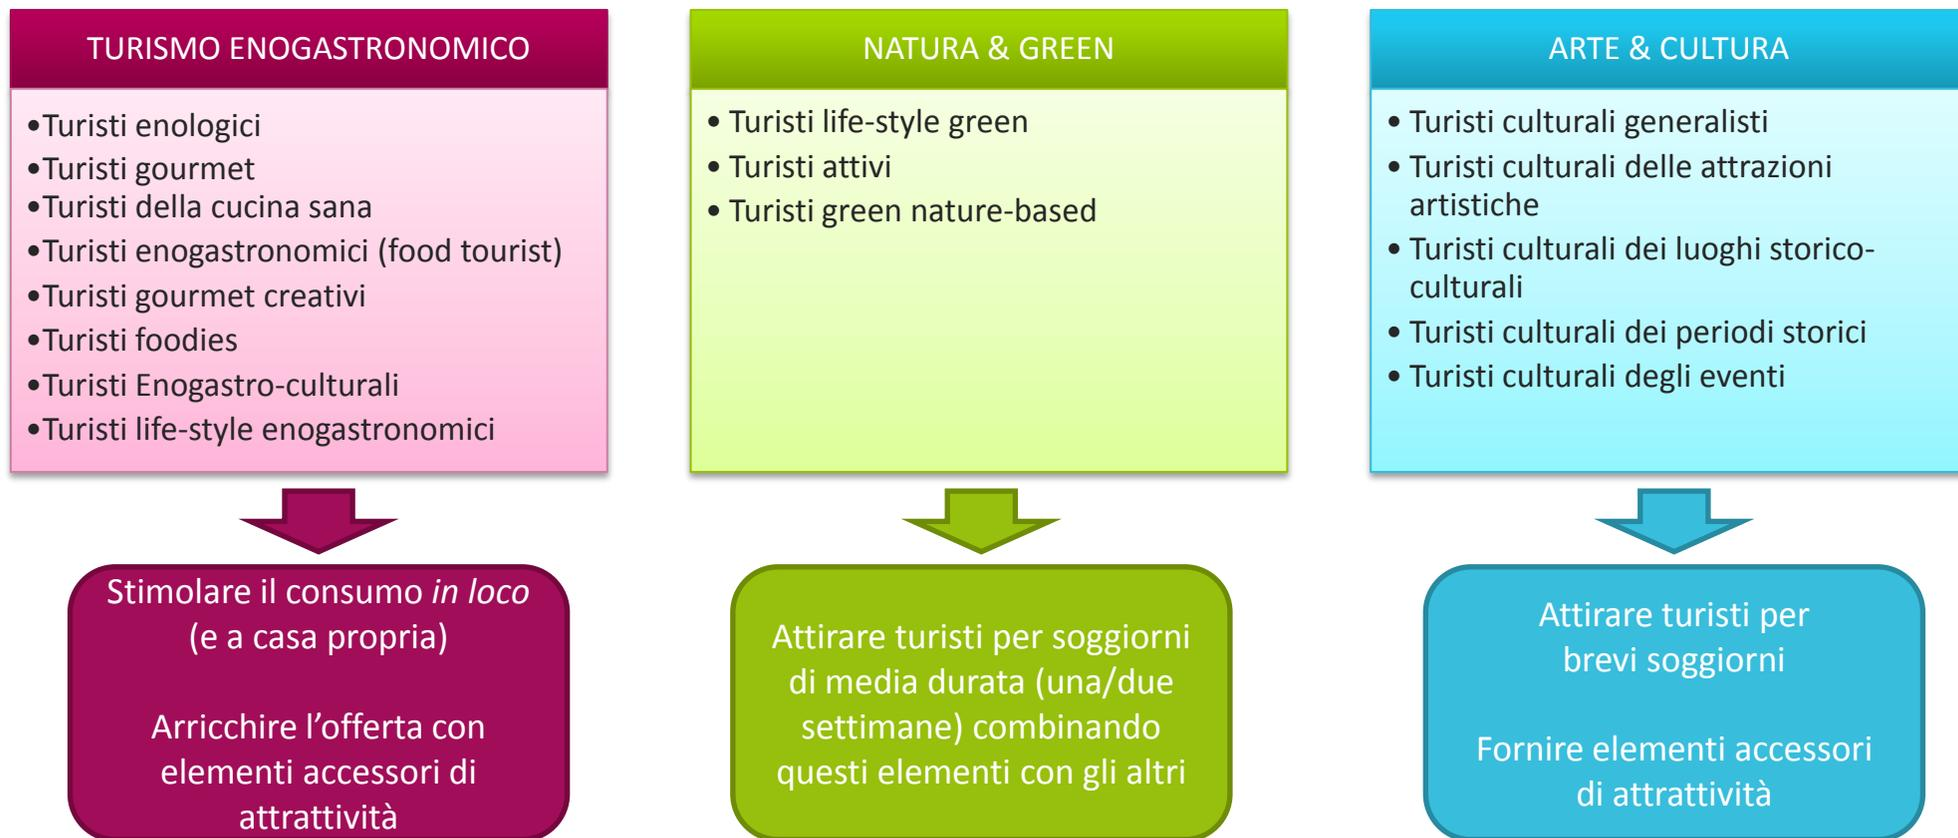 TURISMO ENOGASTRONOMICO
•Turisti enologici
•Turisti gourmet
•Turisti della cucina sana
•Turisti enogastronomici (food tourist)
•Turisti gourmet creativi
•Turisti foodies
•Turisti Enogastro-culturali
•Turisti life-style enogastronomici
Stimolare il consumo in loco
(e a casa propria)
Arricchire l’offerta con
elementi accessori di
attrattività
NATURA & GREEN
• Turisti life-style green
• Turisti attivi
• Turisti green nature-based
Attirare turisti per soggiorni
di media durata (una/due
settimane) combinando
questi elementi con gli altri
ARTE & CULTURA
• Turisti culturali generalisti
• Turisti culturali delle attrazioni
artistiche
• Turisti culturali dei luoghi storico-
culturali
• Turisti culturali dei periodi storici
• Turisti culturali degli eventi
Attirare turisti per
brevi soggiorni
Fornire elementi accessori
di attrattività